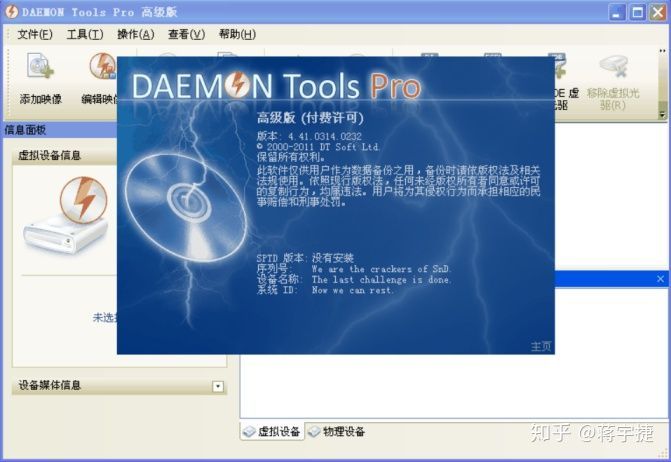 DAEMON Tools Pro 高级版
文件(F) 工具(T) 操作(A) 查看(V) 帮助(H)
添加映像
移除虚拟光
驱(R)
信息面板
虚拟设备信息
DAEMON Tools Pro
高级版 (付费许可)
版本: 4.41.0314.0232
© 2000-2011 DT Soft Ltd.
保留所有权利。
此软件仅供用户作为数据备份之用,备份时请依版权法及相关
法规使用。依照现行版权法,任何未经版权所有者同意或许可
的复制行为,均属违法。用户将为其侵权行为而承担相应的民
事赔偿和刑事处罚。
SPTD 版本: 没有安装
序列号: We are the crackers of SnD.
设备名称: The last challenge is done.
系统 ID: Now we can rest.
主页
设备媒体信息
虚拟设备 物理设备
知乎 @蒋宇捷